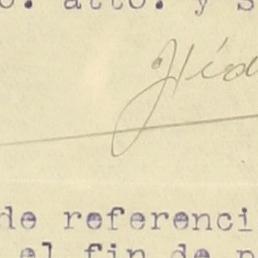 o. atto. y s
de referenci
el fin de p